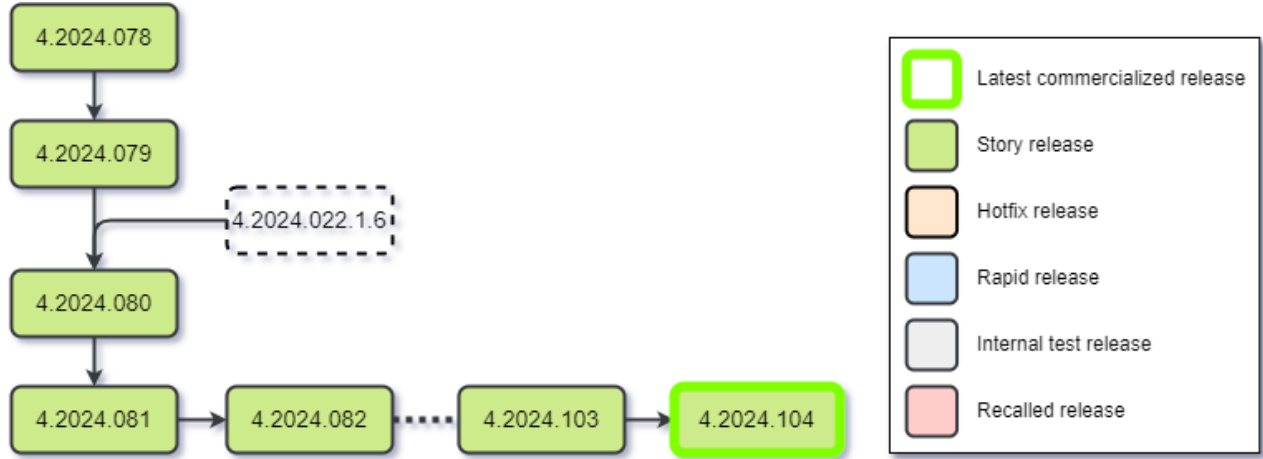 4.2024.078
4.2024.079
4.2024.022.1.6
4.2024.080
4.2024.081
4.2024.082
4.2024.103
4.2024.104
Latest commercialized release
Story release
Hotfix release
Rapid release
Internal test release
Recalled release